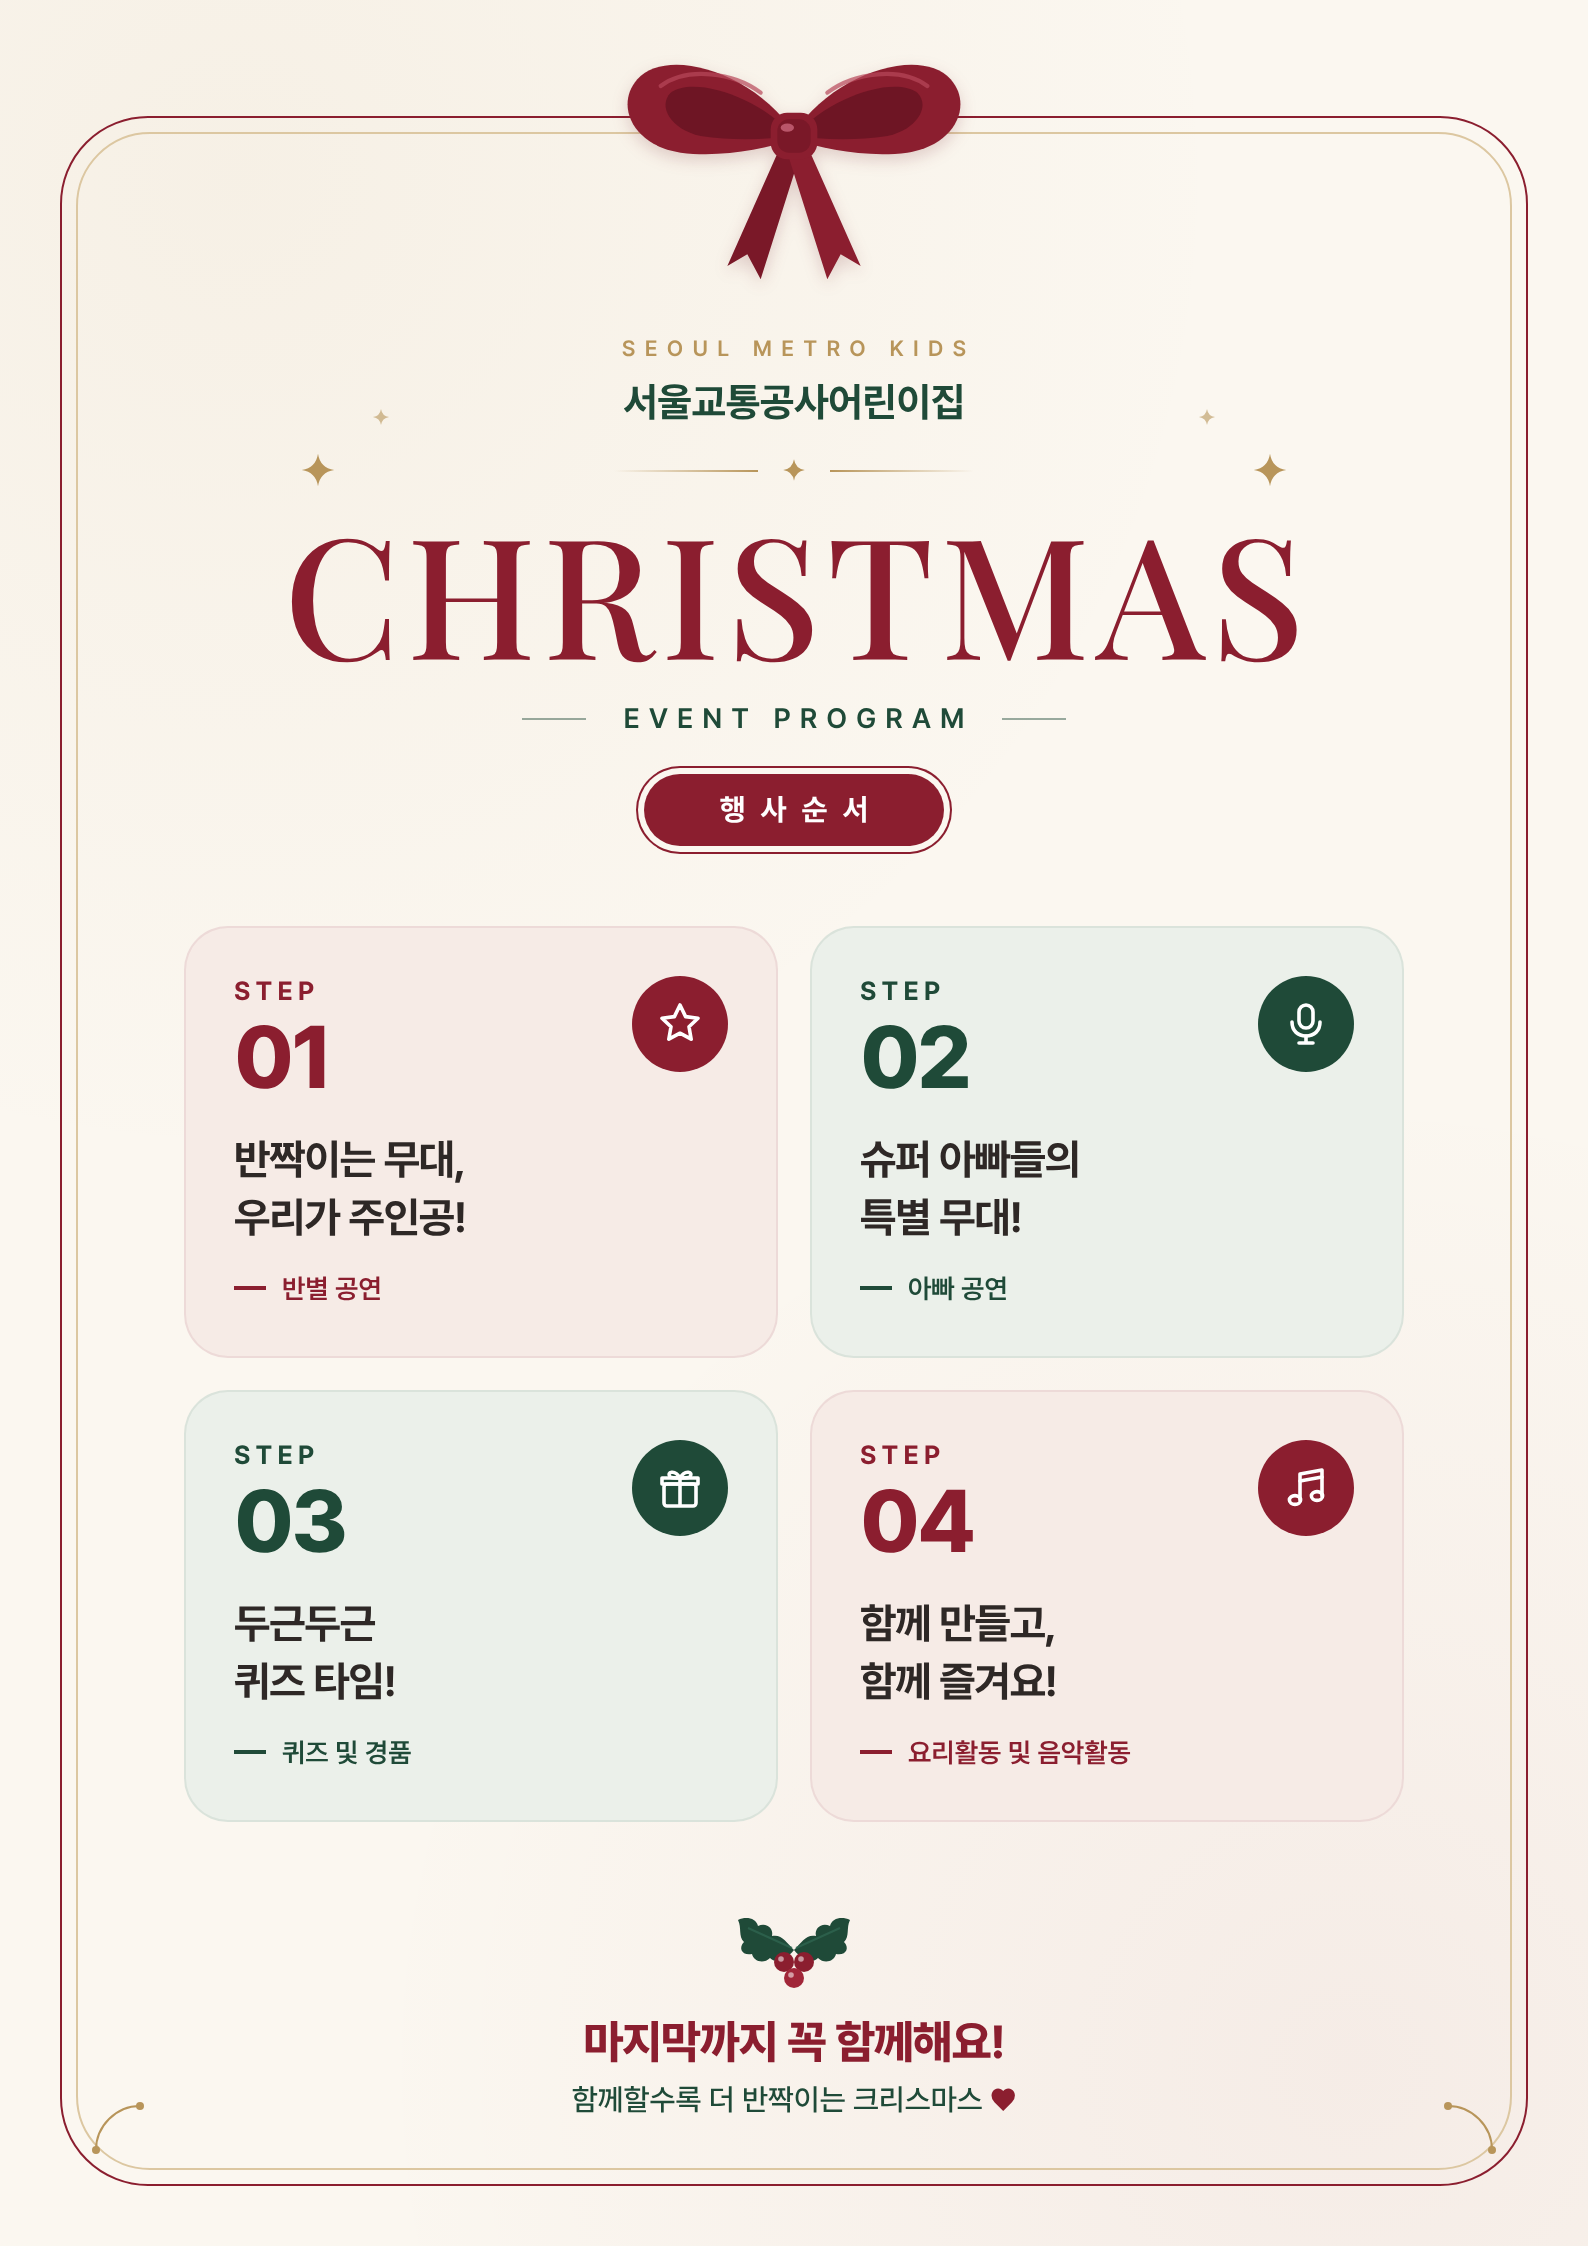 SEOUL METRO KIDS
서울교통공사어린이집
CHRISTMAS
EVENT PROGRAM
행사순서
STEP
01
반짝이는 무대,
우리가 주인공!
반별 공연
STEP
02
슈퍼 아빠들의
특별 무대!
아빠 공연
STEP
03
두근두근
퀴즈 타임!
퀴즈 및 경품
STEP
04
함께 만들고,
함께 즐겨요!
요리활동 및 음악활동
마지막까지 꼭 함께해요!
함께할수록 더 반짝이는 크리스마스 ♥